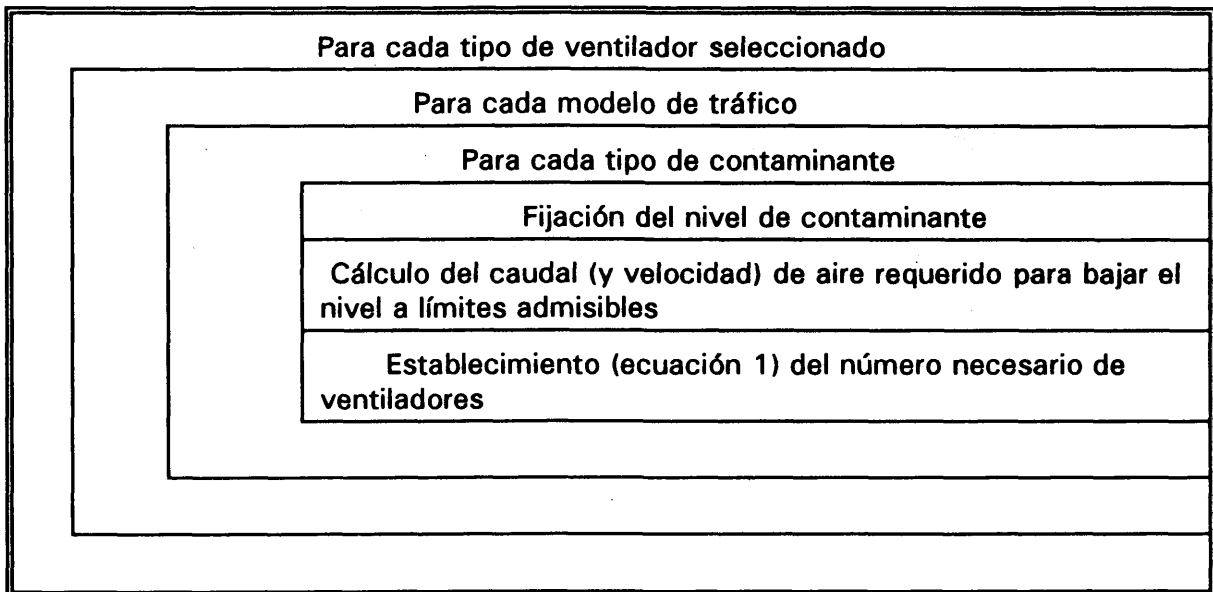 Para cada tipo de ventilador seleccionado
Para cada modelo de tráfico
Para cada tipo de contaminante
Fijación del nivel de contaminante
Cálculo del caudal (y velocidad) de aire requerido para bajar el
nivel a límites admisibles
Establecimiento (ecuación 1) del número necesario de
ventiladores